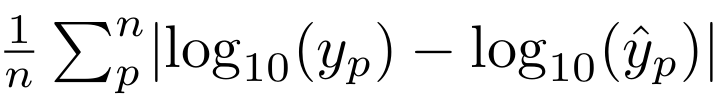 $\frac{1}{n} \sum_{p}^{n} |\log_{10}(y_p) - \log_{10}(\hat{y}_p)|$